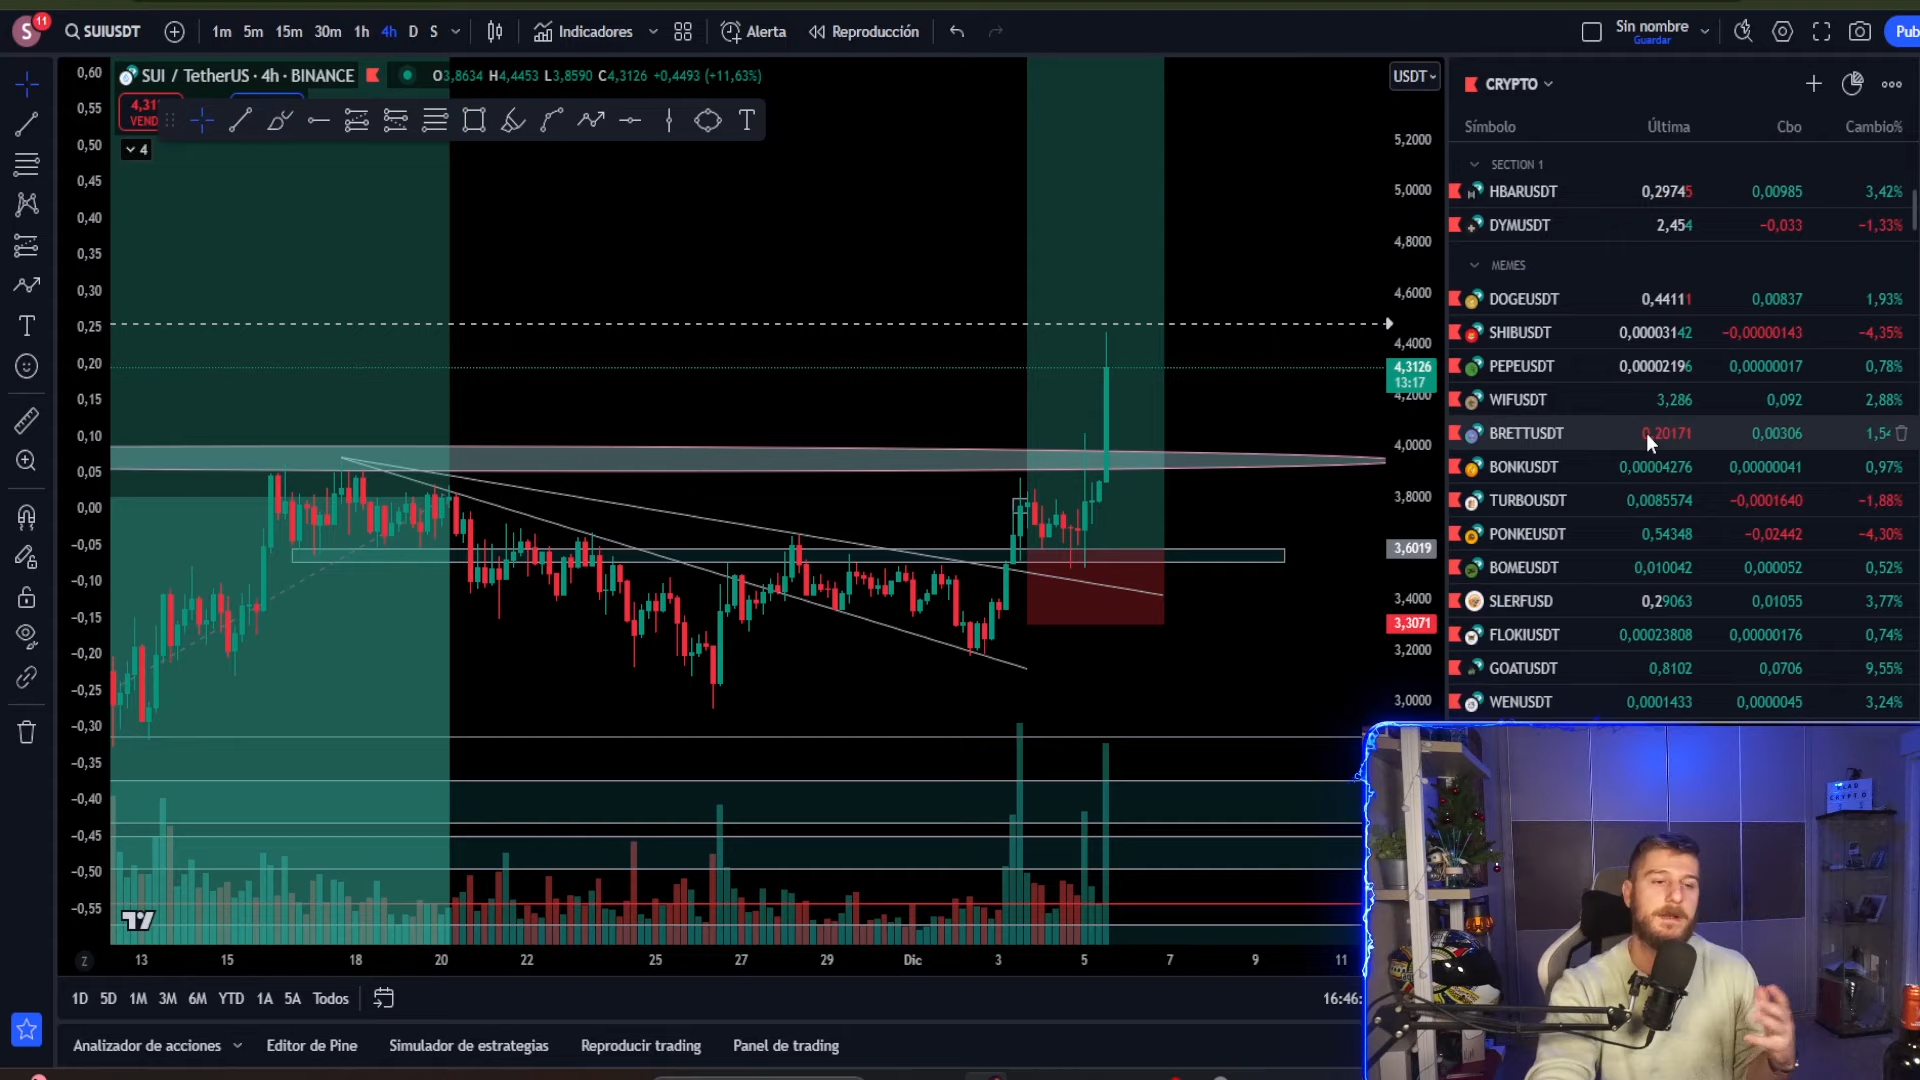 S 11 SUIUSDT 1m 5m 15m 30m 1h 4h D S Indicadores Alerta Reproducción Sin nombre Guardar Pub
SUI / TetherUS · 4h · BINANCE O3,8634 H4,4453 L3,8590 C4,3126 +0,4493 (+11,63%) USDT
4,31
VEND
4
0,60
0,55
0,50
0,45
0,40
0,35
0,30
0,25
0,20
0,15
0,10
0,05
0,00
−0,05
−0,10
−0,15
−0,20
−0,25
−0,30
−0,35
−0,40
−0,45
−0,50
−0,55
5,2000
5,0000
4,8000
4,6000
4,4000
4,3126
13:17
4,2000
4,0000
3,8000
3,6019
3,4000
3,3071
3,2000
3,0000
Z 13 15 18 20 25 27 29 Dic 3 5 7 9 11
1D 5D 1M 3M 6M YTD 1A 5A Todos 16:46:
Analizador de acciones Editor de Pine Simulador de estrategias Reproducir trading Panel de trading
CRYPTO
Símbolo Última Cbo Cambio%
SECTION 1
HBARUSDT 0,29745 0,00985 3,42%
DYMUSDT 2,454 −0,033 −1,33%
MEMES
DOGEUSDT 0,44111 0,00837 1,93%
SHIBUSDT 0,00003142 −0,00000143 −4,35%
PEPEUSDT 0,00002196 0,00000017 0,78%
WIFUSDT 3,286 0,092 2,88%
BRETTUSDT 0,20171 0,00306 1,54
BONKUSDT 0,00004276 0,00000041 0,97%
TURBOUSDT 0,0085574 −0,0001640 −1,88%
PONKEUSDT 0,54348 −0,02442 −4,30%
BOMEUSDT 0,010042 0,000052 0,52%
SLERFUSD 0,29063 0,01055 3,77%
FLOKIUSDT 0,00023808 0,00000176 0,74%
GOATUSDT 0,8102 0,0706 9,55%
WENUSDT 0,0001433 0,0000045 3,24%